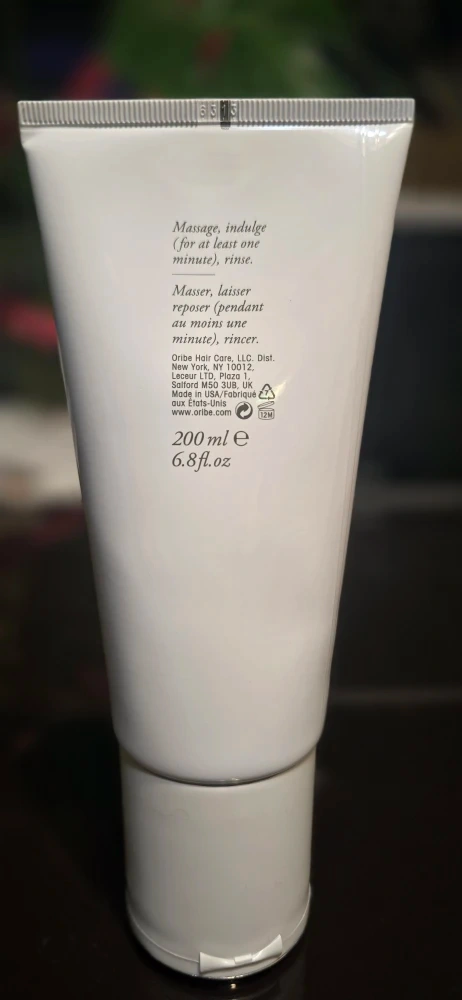 Massage, indulge
(for at least one
minute), rinse.
Masser, laisser
reposer (pendant
au moins une
minute), rincer.
Oribe Hair Care, LLC. Dist.
New York, NY 10012.
Leceur LTD, Plaza 1,
Salford M50 3UB, UK
Made in USA/Fabriqué
aux États-Unis
www.oribe.com
12M
200 ml e
6.8 fl.oz